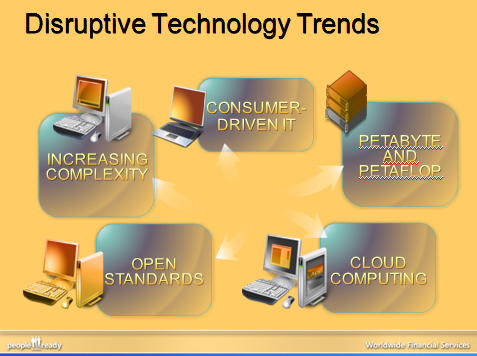 Disruptive Technology Trends
CONSUMER-
DRIVEN IT
PETABYTE
AND
PETAFLOP
INCREASING
COMPLEXITY
OPEN
STANDARDS
CLOUD
COMPUTING
people ready
Worldwide Financial Services